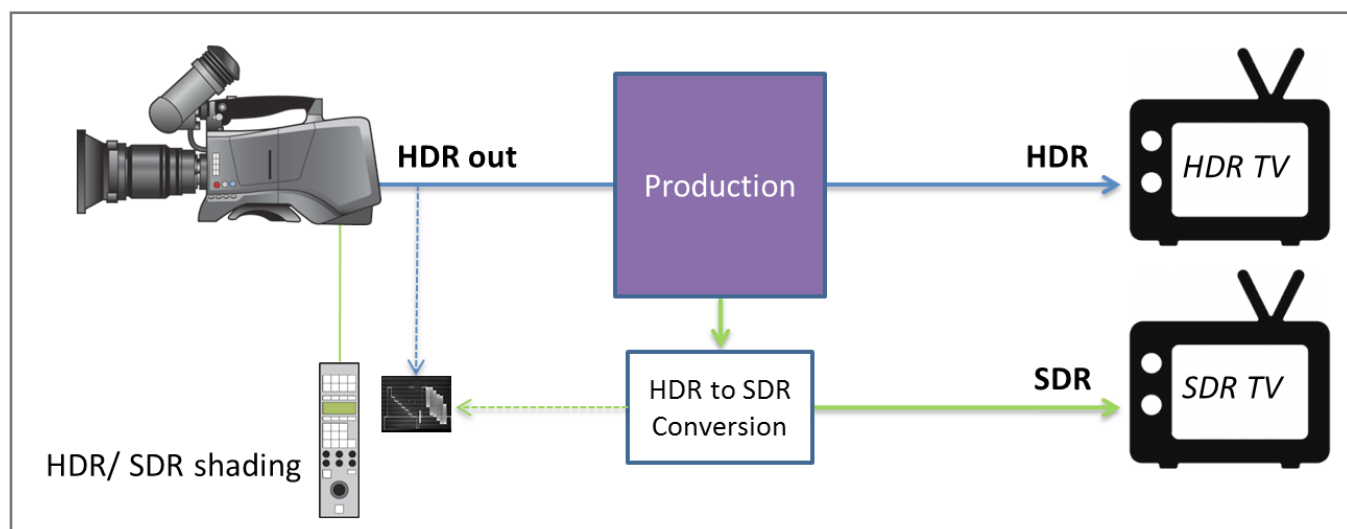 HDR out
Production
HDR
HDR TV
HDR to SDR
Conversion
SDR
SDR TV
HDR/ SDR shading